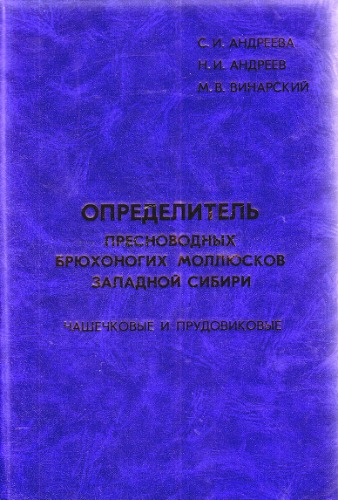 С. И. АНДРЕЕВА
Н. И. АНДРЕЕВ
М. В. ВИНАРСКИЙ
ОПРЕДЕЛИТЕЛЬ
ПРЕСНОВОДНЫХ
БРЮХОНОГИХ МОЛЛЮСКОВ
ЗАПАДНОЙ СИБИРИ
ЧАШЕЧКОВЫЕ И ПРУДОВИКОВЫЕ